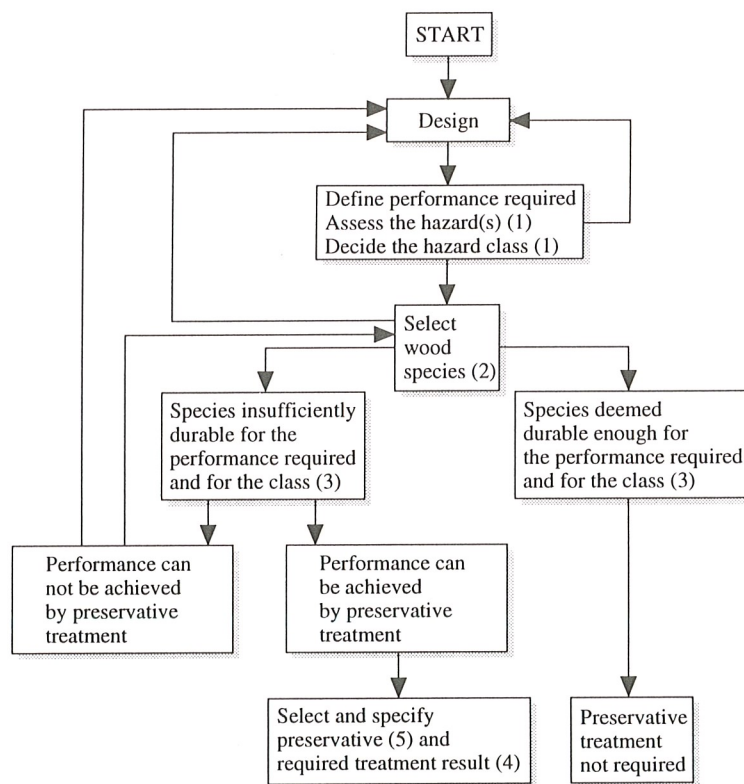 START
Design
Define performance required
Assess the hazard(s) (1)
Decide the hazard class (1)
Select
wood
species (2)
Species insufficiently
durable for the
performance required
and for the class (3)
Species deemed
durable enough for
the performance required
and for the class (3)
Performance can
not be achieved
by preservative
treatment
Performance can
be achieved
by preservative
treatment
Select and specify
preservative (5) and
required treatment result (4)
Preservative
treatment
not required